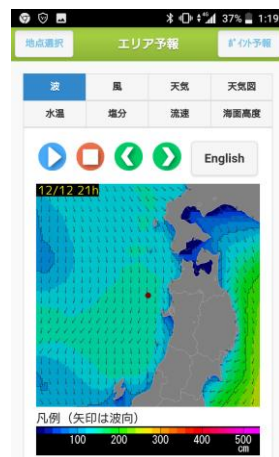 37% 1:19
地点選択 エリア予報 ポイント予報
波 風 天気 天気図
水温 塩分 流速 海面高度
English
12/12 21h
凡例（矢印は波向）
100 200 300 400 500
cm